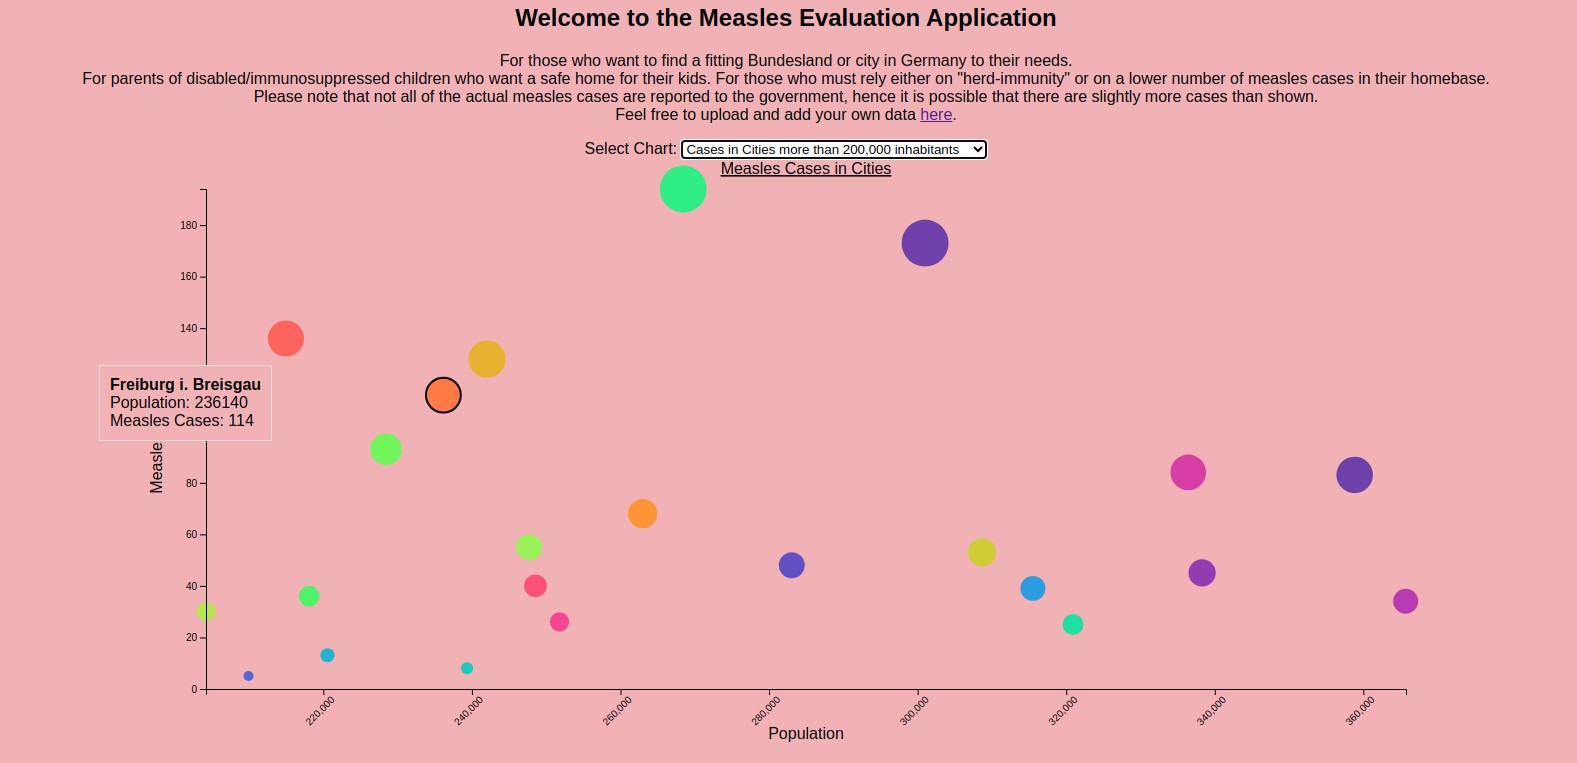 Welcome to the Measles Evaluation Application
For those who want to find a fitting Bundesland or city in Germany to their needs.
For parents of disabled/immunosuppressed children who want a safe home for their kids. For those who must rely either on "herd-immunity" or on a lower number of measles cases in their homebase.
Please note that not all of the actual measles cases are reported to the government, hence it is possible that there are slightly more cases than shown.
Feel free to upload and add your own data here.
Select Chart: Cases in Cities more than 200,000 inhabitants
Measles Cases in Cities
180
160
140
Freiburg i. Breisgau
Population: 236140
Measles Cases: 114
Measle
80
60
40
20
0
220,000
240,000
260,000
280,000
300,000
320,000
340,000
360,000
Population